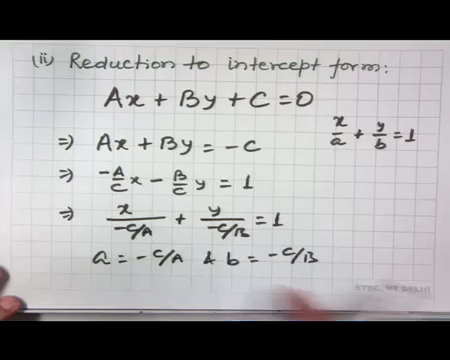 (ii) Reduction to intercept form:
Ax + By + C = 0
x/a + y/b = 1
⇒) Ax + By = -C
⇒) -A/C x - B/C y = 1
⇒) x/-C/A + y/-C/B = 1
a = -C/A & b = -C/B